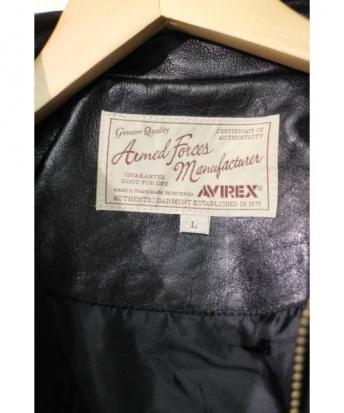 Genuine Quality
CERTIFICATE OF
AUTHENTICITY
Armed Forces
Manufacturer
GUARANTEE
GOOD FOR ONE
NAME & TRADE MARK REGISTERED
AVIREX®
AUTHENTIC GARMENT ESTABLISHED IN 1975
L